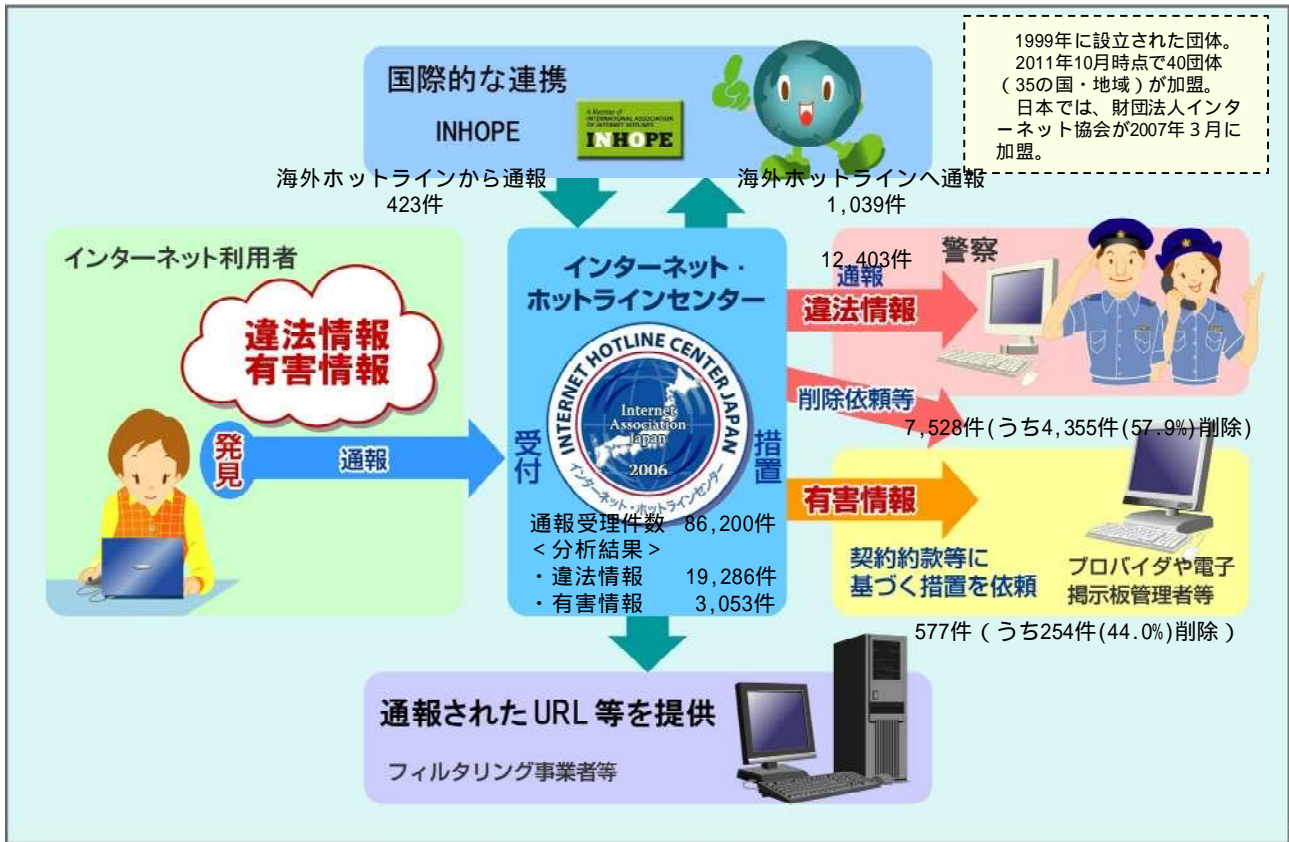 1999年に設立された団体。
2011年10月時点で40団体
(35の国・地域)が加盟。
日本では、財団法人インタ
ーネット協会が2007年3月に
加盟。
国際的な連携
INHOPE
A Member of
INTERNATIONAL ASSOCIATION
OF INTERNET HOTLINES
INHOPE
海外ホットラインから通報
423件
海外ホットラインへ通報
1,039件
インターネット利用者
違法情報
有害情報
発見
通報
インターネット・
ホットラインセンター
受付
措置
INTERNET HOTLINE CENTER JAPAN
Internet
Association
Japan
2006
インターネット・ホットラインセンター
通報受理件数 86,200件
<分析結果>
・違法情報 19,286件
・有害情報 3,053件
12,403件
通報
違法情報
警察
削除依頼等
7,528件(うち4,355件(57.9%)削除)
有害情報
契約約款等に
基づく措置を依頼
プロバイダや電子
掲示板管理者等
577件(うち254件(44.0%)削除)
通報されたURL等を提供
フィルタリング事業者等